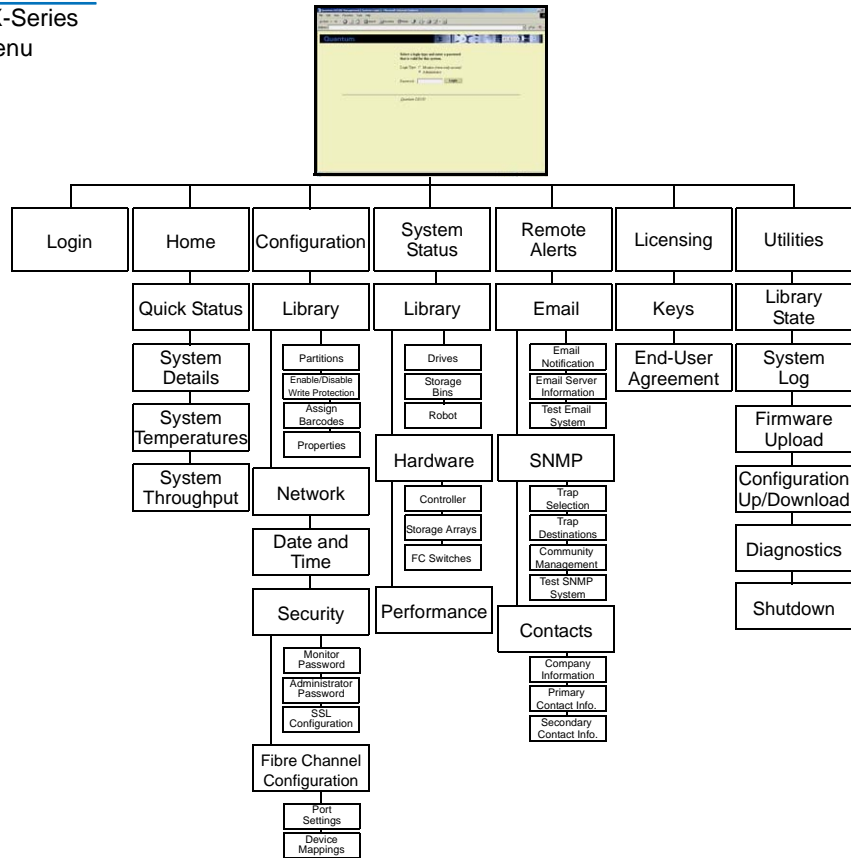 X-Series
enu
Quantum
Login
Home
Configuration
System
Status
Remote
Alerts
Licensing
Utilities
Quick Status
System
Details
System
Temperatures
System
Throughput
Library
Partitions
Enable/Disable
Write Protection
Assign
Barcodes
Properties
Network
Date and
Time
Security
Monitor
Password
Administrator
Password
SSL
Configuration
Fibre Channel
Configuration
Port
Settings
Device
Mappings
Library
Drives
Storage
Bins
Robot
Hardware
Controller
Storage Arrays
FC Switches
Performance
Email
Email
Notification
Email Server
Information
Test Email
System
SNMP
Trap
Selection
Trap
Destinations
Community
Management
Test SNMP
System
Contacts
Company
Information
Primary
Contact Info.
Secondary
Contact Info.
Keys
End-User
Agreement
Library
State
System
Log
Firmware
Upload
Configuration
Up/Download
Diagnostics
Shutdown